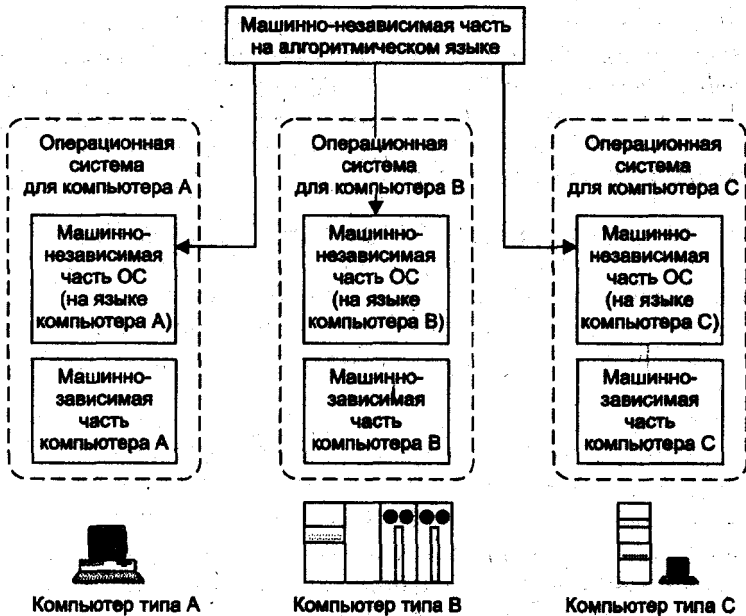 Машинно-независимая часть
на алгоритмическом языке
Операционная
система
для компьютера А
Машинно-
независимая
часть ОС
(на языке
компьютера А)
Машинно-
зависимая
часть
компьютера А
Компьютер типа А
Операционная
система
для компьютера В
Машинно-
независимая
часть ОС
(на языке
компьютера В)
Машинно-
зависимая
часть
компьютера В
Компьютер типа В
Операционная
система
для компьютера С
Машинно-
независимая
часть ОС
(на языке
компьютера С)
Машинно-
зависимая
часть
компьютера С
Компьютер типа С